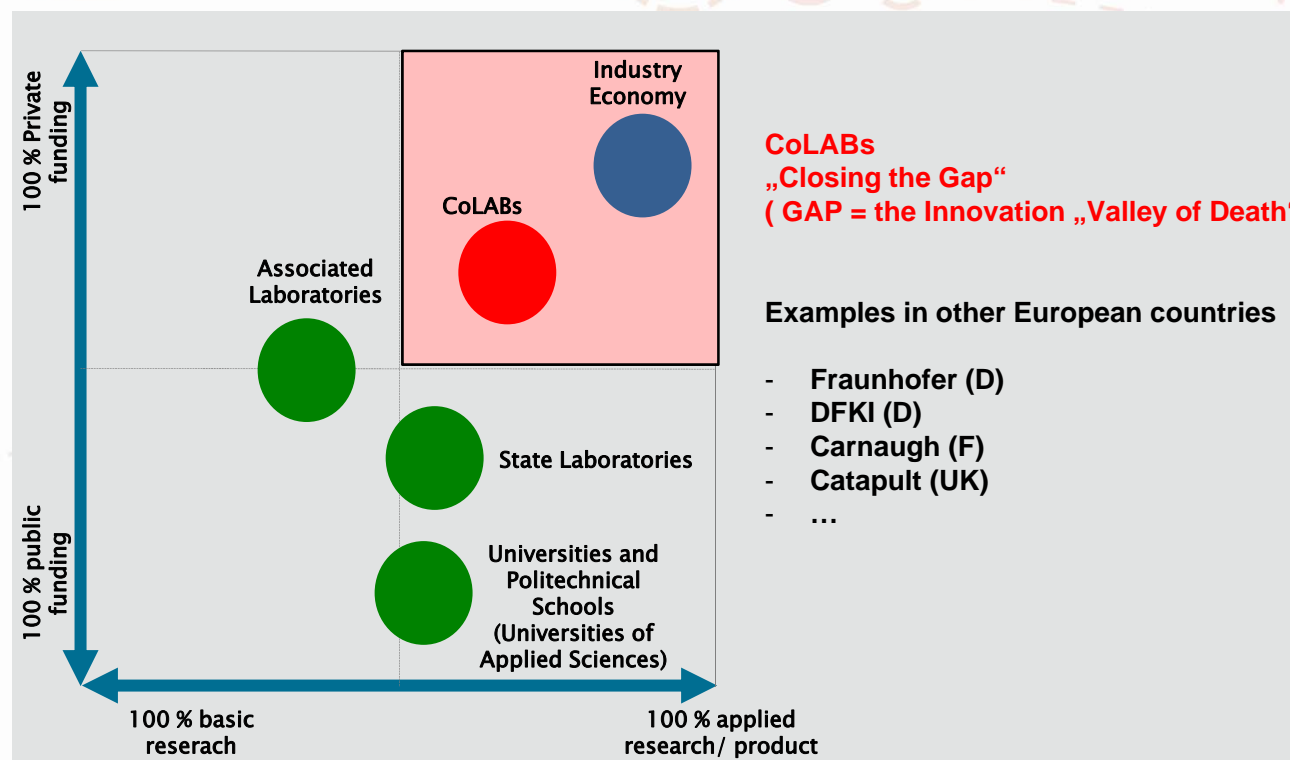 100 % Private
funding
100 % public
funding
Industry
Economy
CoLABs
Associated
Laboratories
State Laboratories
Universities and
Politechnical
Schools
(Universities of
Applied Sciences)
100 % basic
reserach
100 % applied
research/ product
CoLABs
„Closing the Gap“
( GAP = the Innovation „Valley of Death“
Examples in other European countries
- Fraunhofer (D)
- DFKI (D)
- Carnaugh (F)
- Catapult (UK)
- …